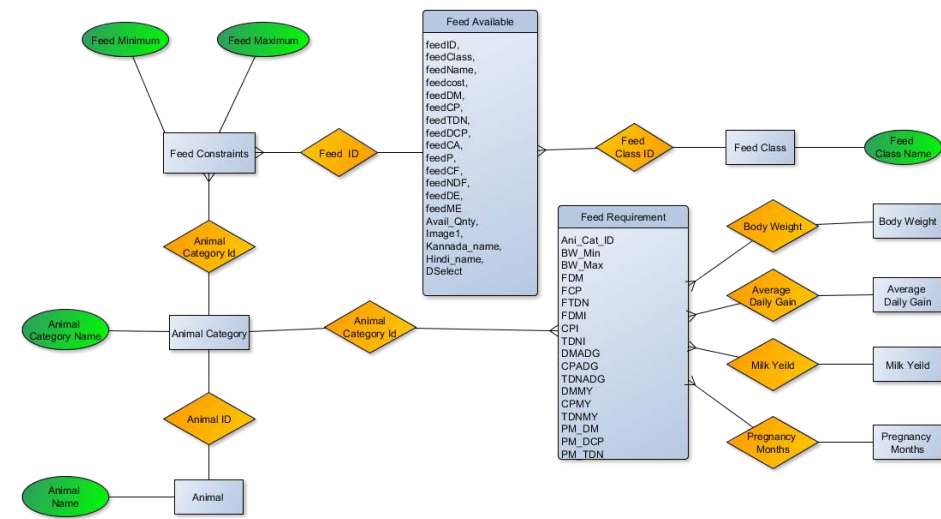 Feed Minimum
Feed Maximum
Feed Available
feedID,
feedClass,
feedName,
feedcost,
feedDM,
feedCP,
feedTDN,
feedDCP,
feedCA,
feedP,
feedCF,
feedNDF,
feedDE,
feedME
Avail_Qnty,
Image1,
Kannada_name,
Hindi_name,
DSelect
Feed Constraints
Feed ID
Feed
Class ID
Feed Class
Feed
Class Name
Animal
Category Id
Animal
Category Name
Animal Category
Animal
Category Id
Feed Requirement
Ani_Cat_ID
BW_Min
BW_Max
FDM
FCP
FTDN
FDMI
CPI
TDNI
DMADG
CPADG
TDNADG
DMMY
CPMY
TDNMY
PM_DM
PM_DCP
PM_TDN
Body Weight
Body Weight
Average
Daily Gain
Average
Daily Gain
Milk Yeild
Milk Yeild
Pregnancy
Months
Pregnancy
Months
Animal ID
Animal
Name
Animal